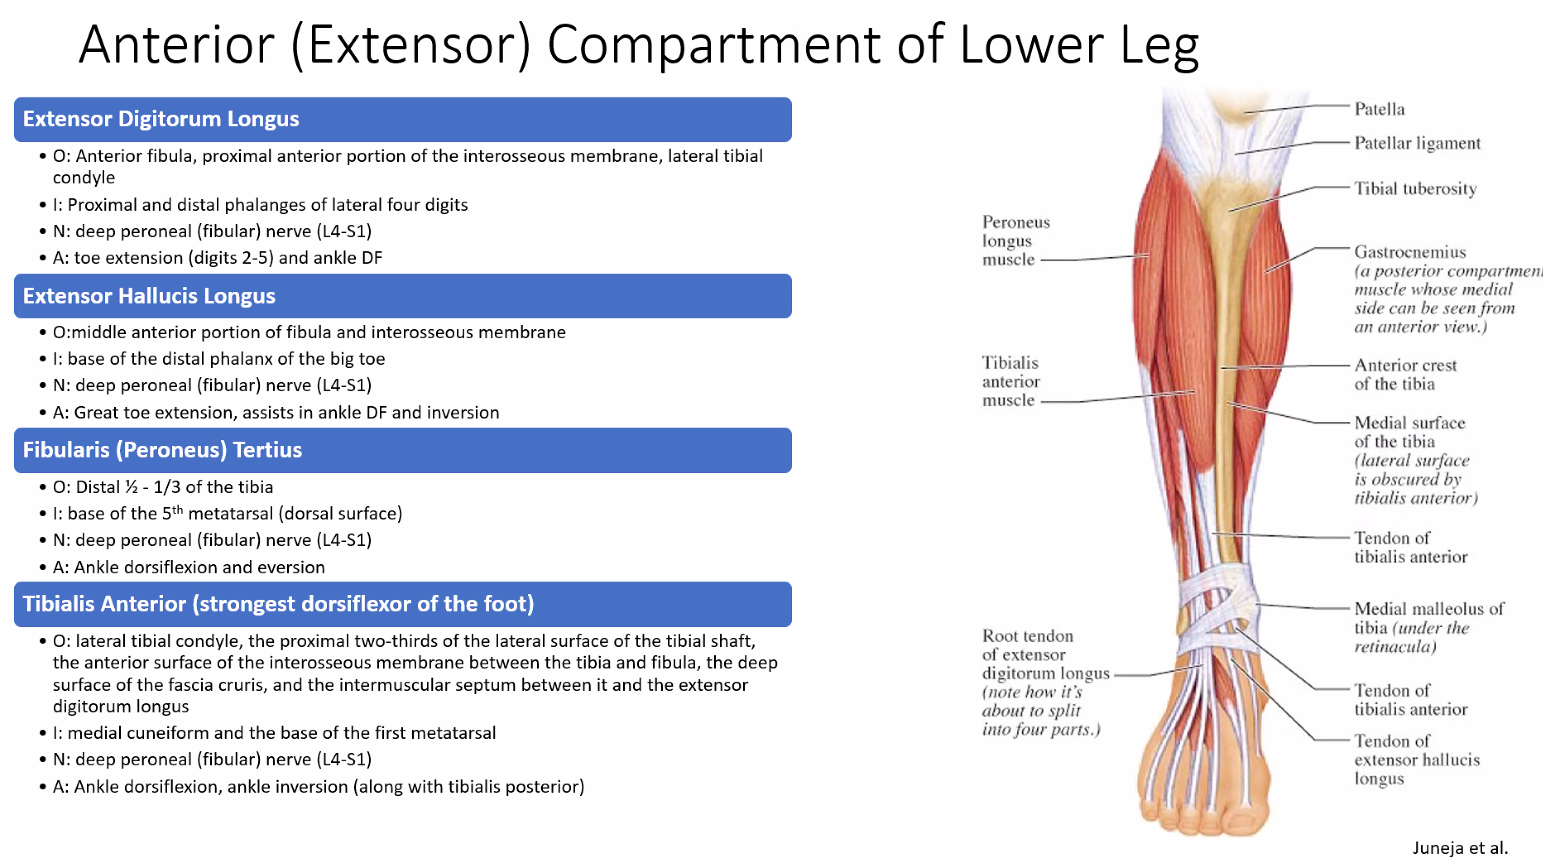 Anterior (Extensor) Compartment of Lower Leg
Extensor Digitorum Longus
• O: Anterior fibula, proximal anterior portion of the interosseous membrane, lateral tibial
condyle
• I: Proximal and distal phalanges of lateral four digits
• N: deep peroneal (fibular) nerve (L4-S1)
• A: toe extension (digits 2-5) and ankle DF
Extensor Hallucis Longus
• O:middle anterior portion of fibula and interosseous membrane
• I: base of the distal phalanx of the big toe
• N: deep peroneal (fibular) nerve (L4-S1)
• A: Great toe extension, assists in ankle DF and inversion
Fibularis (Peroneus) Tertius
• O: Distal ½ - 1/3 of the tibia
• I: base of the 5th metatarsal (dorsal surface)
• N: deep peroneal (fibular) nerve (L4-S1)
• A: Ankle dorsiflexion and eversion
Tibialis Anterior (strongest dorsiflexor of the foot)
• O: lateral tibial condyle, the proximal two-thirds of the lateral surface of the tibial shaft,
the anterior surface of the interosseous membrane between the tibia and fibula, the deep
surface of the fascia cruris, and the intermuscular septum between it and the extensor
digitorum longus
• I: medial cuneiform and the base of the first metatarsal
• N: deep peroneal (fibular) nerve (L4-S1)
• A: Ankle dorsiflexion, ankle inversion (along with tibialis posterior)
Peroneus
longus
muscle
Tibialis
anterior
muscle
Root tendon
of extensor
digitorum longus
(note how it's
about to split
into four parts.)
Patella
Patellar ligament
Tibial tuberosity
Gastrocnemius
(a posterior compartment
muscle whose medial
side can be seen from
an anterior view.)
Anterior crest
of the tibia
Medial surface
of the tibia
(lateral surface
is obscured by
tibialis anterior)
Tendon of
tibialis anterior
Medial malleolus of
tibia (under the
retinacula)
Tendon of
tibialis anterior
Tendon of
extensor hallucis
longus
Juneja et al.